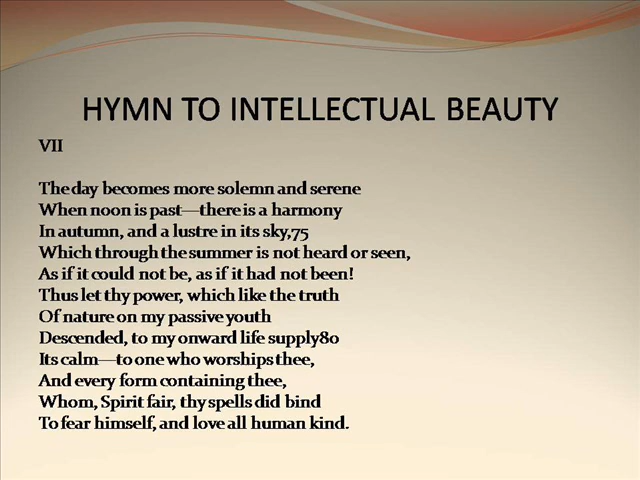 HYMN TO INTELLECTUAL BEAUTY
VII
The day becomes more solemn and serene
When noon is past—there is a harmony
In autumn, and a lustre in its sky,75
Which through the summer is not heard or seen,
As if it could not be, as if it had not been!
Thus let thy power, which like the truth
Of nature on my passive youth
Descended, to my onward life supply80
Its calm—to one who worships thee,
And every form containing thee,
Whom, Spirit fair, thy spells did bind
To fear himself, and love all human kind.